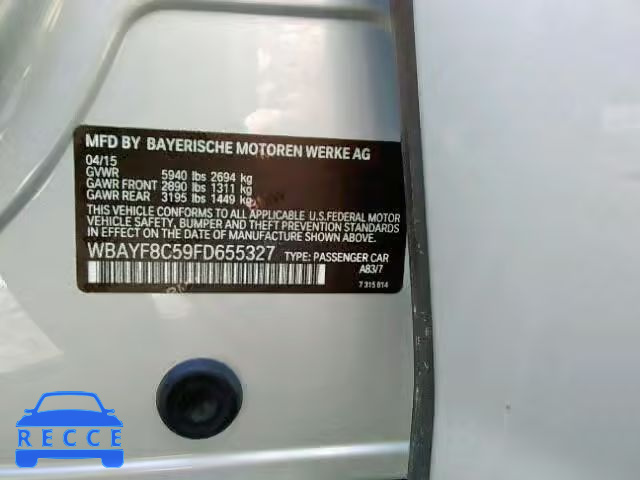 MFD BY BAYERISCHE MOTOREN WERKE AG
04/15
GVWR 5940 lbs 2694 kg
GAWR FRONT 2890 lbs 1311 kg
GAWR REAR 3195 lbs 1449 kg
THIS VEHICLE CONFORMS TO ALL APPLICABLE U.S.FEDERAL MOTOR
VEHICLE SAFETY, BUMPER AND THEFT PREVENTION STANDARDS
IN EFFECT ON THE DATE OF MANUFACTURE SHOWN ABOVE.
WBAYF8C59FD655327 TYPE: PASSENGER CAR
A83/7
7 315 814
RECCE